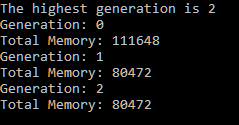 The highest generation is 2
Generation: 0
Total Memory: 111648
Generation: 1
Total Memory: 80472
Generation: 2
Total Memory: 80472